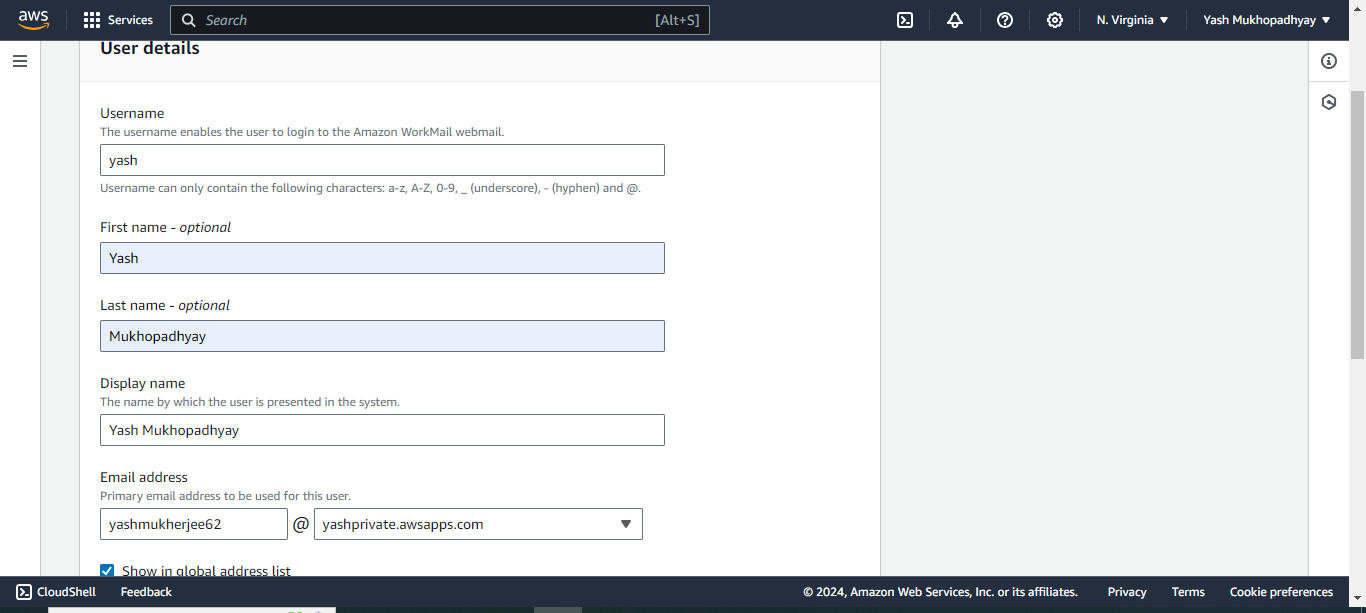 aws Services Search [Alt+S] N. Virginia Yash Mukhopadhyay
User details
Username
The username enables the user to login to the Amazon WorkMail webmail.
yash
Username can only contain the following characters: a-z, A-Z, 0-9, _ (underscore), - (hyphen) and @.
First name - optional
Yash
Last name - optional
Mukhopadhyay
Display name
The name by which the user is presented in the system.
Yash Mukhopadhyay
Email address
Primary email address to be used for this user.
yashmukherjee62 @ yashprivate.awsapps.com
Show in global address list
CloudShell Feedback © 2024, Amazon Web Services, Inc. or its affiliates. Privacy Terms Cookie preferences